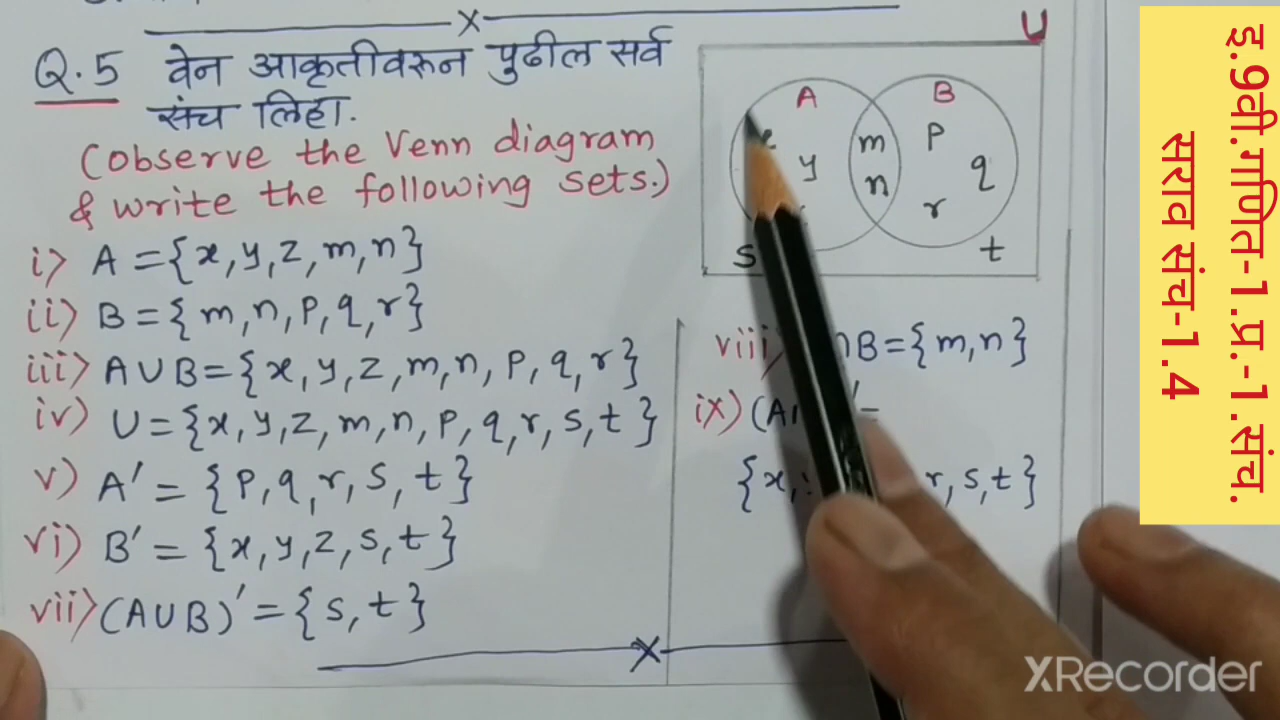 X
Q.5 वेन आकृतीवरून पुढील सर्व
संच लिहा.
(observe the Venn diagram
& write the following sets.)
i) A = {x, y, z, m, n}
ii) B = { m, n, p, q, r}
iii) A ∪ B = {x, y, z, m, n, p, q, r}
iv) U = {x, y, z, m, n, p, q, r, s, t}
v) A' = {p, q, r, s, t}
vi) B' = {x, y, z, s, t}
vii) (A ∪ B)' = {s, t}
X
U
A B
m p
y q
n r
s t
viii) ∩B = {m, n}
ix) (A
{x, r, s, t}
इ.9वी.गणित-1.प्र.-1.संच.
सराव संच-1.4
XRecorder